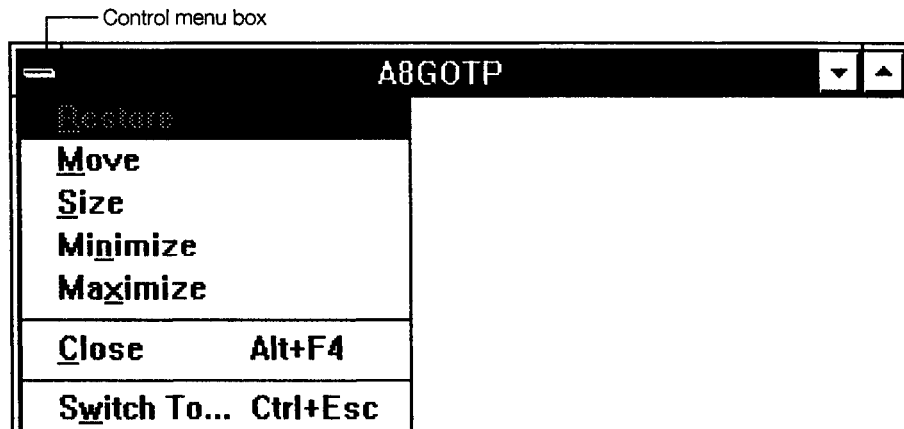 Control menu box
A8GOTP
Restore
Move
Size
Minimize
Maximize
Close Alt+F4
Switch To... Ctrl+Esc